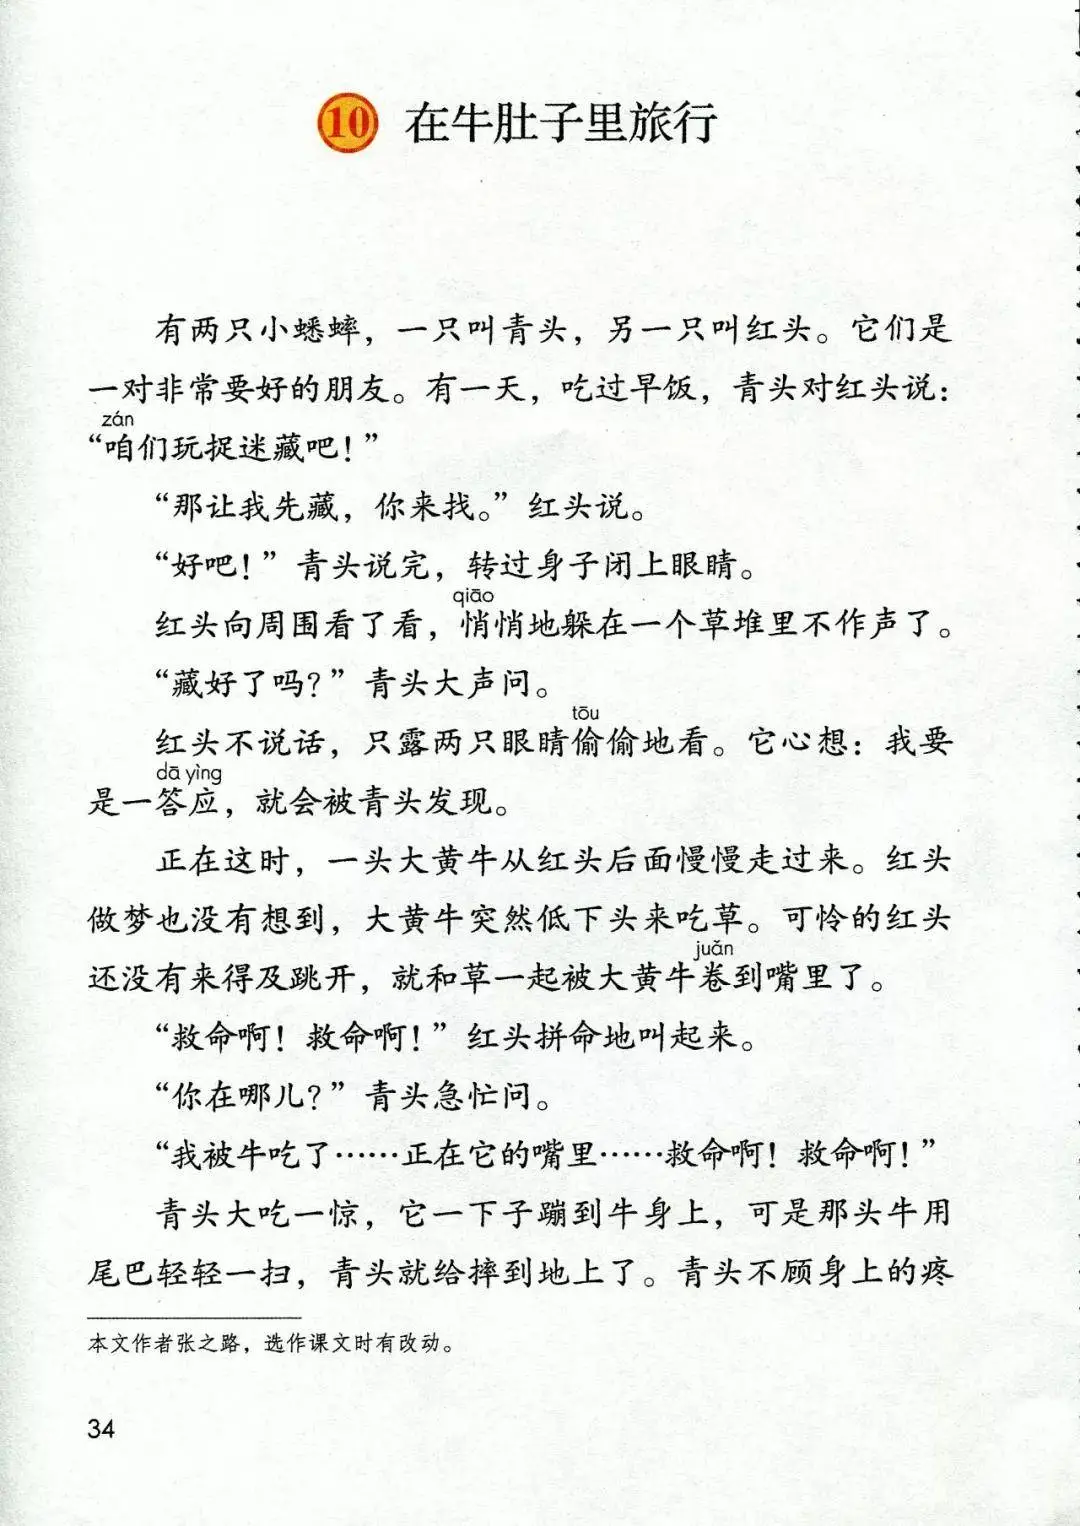 10 在牛肚子里旅行
有两只小蟋蟀，一只叫青头，另一只叫红头。它们是
一对非常要好的朋友。有一天，吃过早饭，青头对红头说：
zán
“咱们玩捉迷藏吧！”
“那让我先藏，你来找。”红头说。
“好吧！”青头说完，转过身子闭上眼睛。
qiāo
红头向周围看了看，悄悄地躲在一个草堆里不作声了。
“藏好了吗？”青头大声问。
tōu
红头不说话，只露两只眼睛偷偷地看。它心想：我要
dā yìng
是一答应，就会被青头发现。
正在这时，一头大黄牛从红头后面慢慢走过来。红头
做梦也没有想到，大黄牛突然低下头来吃草。可怜的红头
juǎn
还没有来得及跳开，就和草一起被大黄牛卷到嘴里了。
“救命啊！救命啊！”红头拼命地叫起来。
“你在哪儿？”青头急忙问。
“我被牛吃了……正在它的嘴里……救命啊！救命啊！”
青头大吃一惊，它一下子蹦到牛身上，可是那头牛用
尾巴轻轻一扫，青头就给摔到地上了。青头不顾身上的疼
本文作者张之路，选作课文时有改动。
34